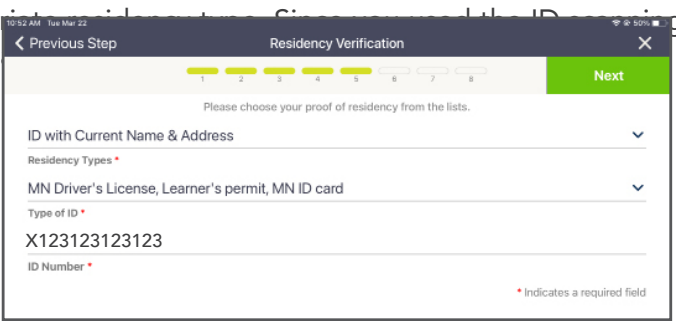 10:52 AM Tue Mar 22
50%
Previous Step
Residency Verification
1 2 3 4 5 6 7 8
Next
Please choose your proof of residency from the lists.
ID with Current Name & Address
Residency Types *
MN Driver's License, Learner's permit, MN ID card
Type of ID *
X123123123123
ID Number *
* Indicates a required field